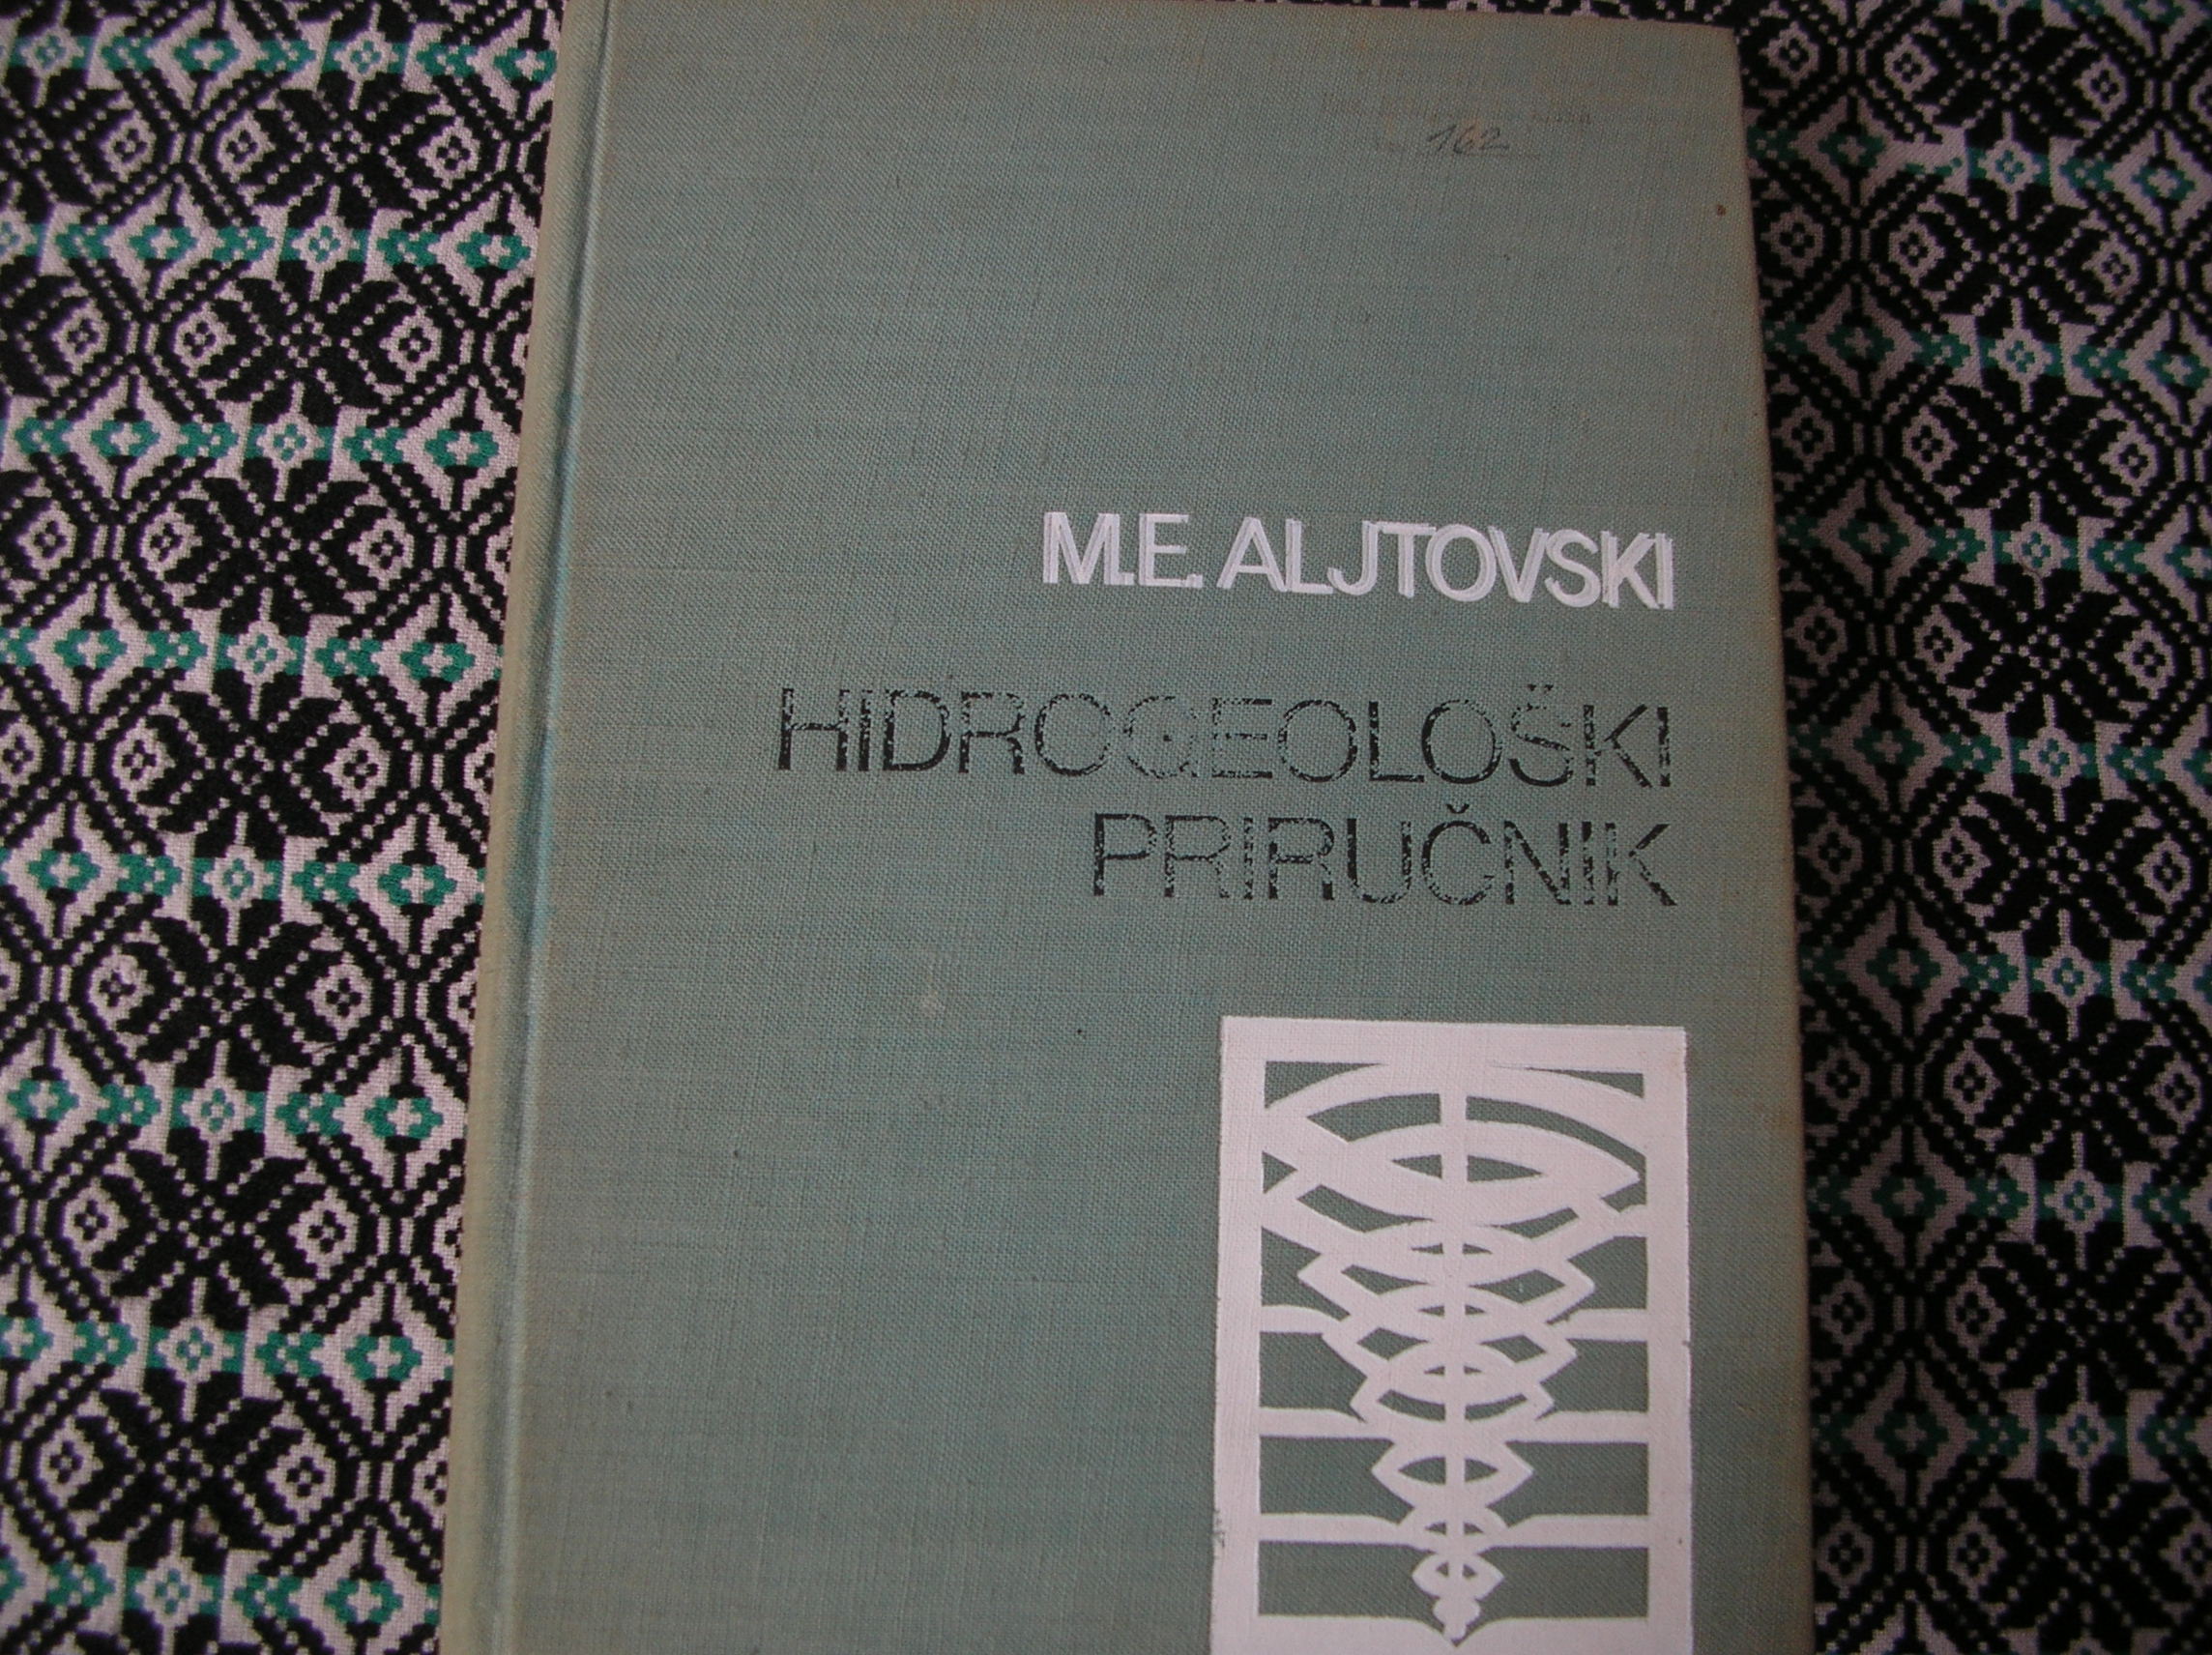 162
M.E. ALJTOVSKI
HIDROGEOLOŠKI
PRIRUČNIK